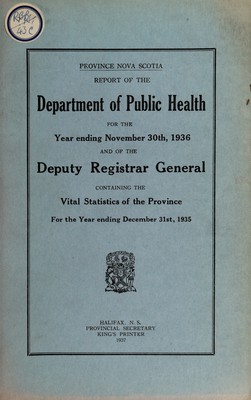 PROVINCE NOVA SCOTIA
REPORT OF THE
Department of Public Health
FOR THE
Year ending November 30th, 1936
AND OF THE
Deputy Registrar General
CONTAINING THE
Vital Statistics of the Province
For the Year ending December 31st, 1935
HALIFAX, N. S.
PROVINCIAL SECRETARY
KING'S PRINTER
1937